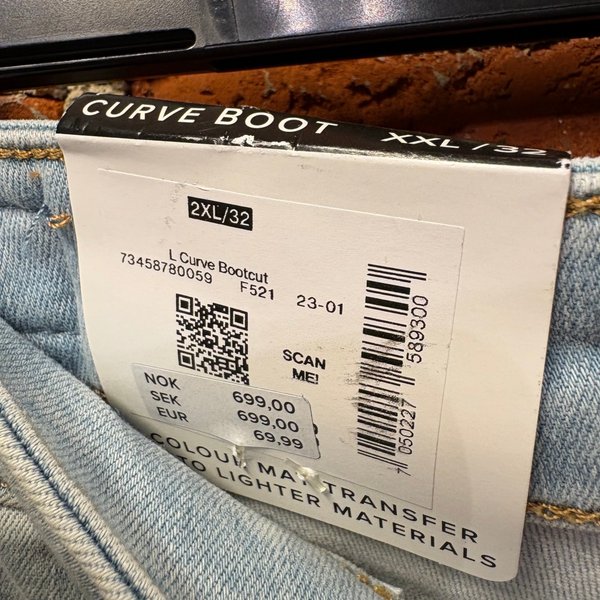 CURVE BOOT XXL /32
2XL/32
L Curve Bootcut
73458780059 F521 23-01
SCAN
ME!
7 050227 589300
NOK 699,00
SEK 699,00
EUR 69,99
COLOUR MAY TRANSFER
TO LIGHTER MATERIALS